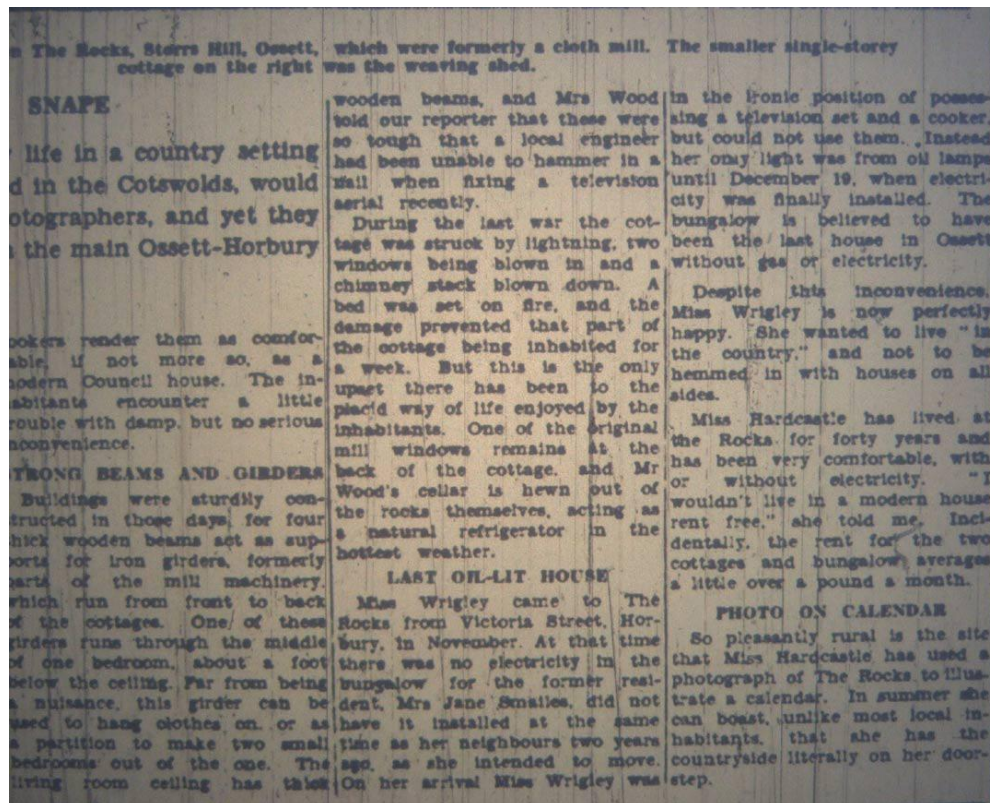 n The Rocks, Storrs Hill, Ossett, which were formerly a cloth mill. The smaller single-storey
cottage on the right was the weaving shed.
SNAPE
life in a country setting
d in the Cotswolds, would
otographers, and yet they
the main Ossett-Horbury
ookers render them as comfor-
able, if not more so, as a
odern Council house. The in-
abitants encounter a little
rouble with damp, but no serious
nconvenience.
TRONG BEAMS AND GIRDERS
Buildings were sturdily con-
tructed in those days, for four
hick wooden beams act as sup-
orts for iron girders, formerly
arts of the mill machinery,
which run from front to back
of the cottages. One of these
girders runs through the middle
of one bedroom, about a foot
below the ceiling. Far from being
a nuisance, this girder can be
used to hang clothes on, or as
a partition to make two small
bedrooms out of the one. The
living room ceiling has thick
wooden beams, and Mrs Wood
told our reporter that these were
so tough that a local engineer
had been unable to hammer in a
nail when fixing a television
aerial recently.
During the last war the cot-
tage was struck by lightning, two
windows being blown in and a
chimney stack blown down. A
bed was set on fire, and the
damage prevented that part of
the cottage being inhabited for
a week. But this is the only
upset there has been to the
placid way of life enjoyed by the
inhabitants. One of the original
mill windows remains at the
back of the cottage, and Mr
Wood's cellar is hewn out of
the rocks themselves, acting as
a natural refrigerator in the
hottest weather.
LAST OIL-LIT HOUSE
Miss Wrigley came to The
Rocks from Victoria Street, Hor-
bury, in November. At that time
there was no electricity in the
bungalow for the former resi-
dent, Mrs Jane Smailes, did not
have it installed at the same
time as her neighbours two years
ago, as she intended to move.
On her arrival Miss Wrigley was
in the ironic position of posses-
sing a television set and a cooker,
but could not use them. Instead
her only light was from oil lamps
until December 19, when electri-
city was finally installed. The
bungalow is believed to have
been the last house in Ossett
without gas or electricity.
Despite this inconvenience,
Miss Wrigley is now perfectly
happy. She wanted to live "in
the country," and not to be
hemmed in with houses on all
sides.
Miss Hardcastle has lived at
the Rocks for forty years and
has been very comfortable, with
or without electricity. "I
wouldn't live in a modern house
rent free," she told me. Inci-
dentally, the rent for the two
cottages and bungalow averages
a little over a pound a month.
PHOTO ON CALENDAR
So pleasantly rural is the site
that Miss Hardcastle has used a
photograph of The Rocks to illus-
trate a calendar. In summer she
can boast, unlike most local in-
habitants, that she has the
countryside literally on her door-
step.